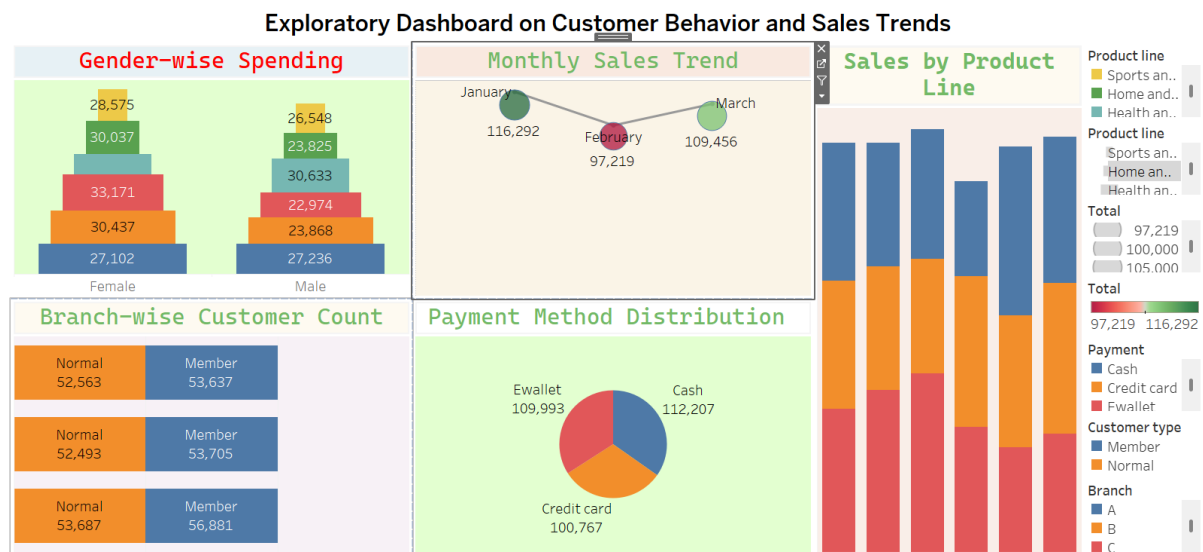 Exploratory Dashboard on Customer Behavior and Sales Trends
Gender-wise Spending
28,575
30,037
33,171
30,437
27,102
Female
26,548
23,825
30,633
22,974
23,868
27,236
Male
Monthly Sales Trend
January
116,292
February
97,219
March
109,456
Sales by Product
Line
Branch-wise Customer Count
Normal
52,563
Member
53,637
Normal
52,493
Member
53,705
Normal
53,687
Member
56,881
Payment Method Distribution
Ewallet
109,993
Cash
112,207
Credit card
100,767
Product line
Sports an..
Home and..
Health an..
Product line
Sports an..
Home an..
Health an..
Total
97,219
100,000
105,000
Total
97,219 116,292
Payment
Cash
Credit card
Ewallet
Customer type
Member
Normal
Branch
A
B
C